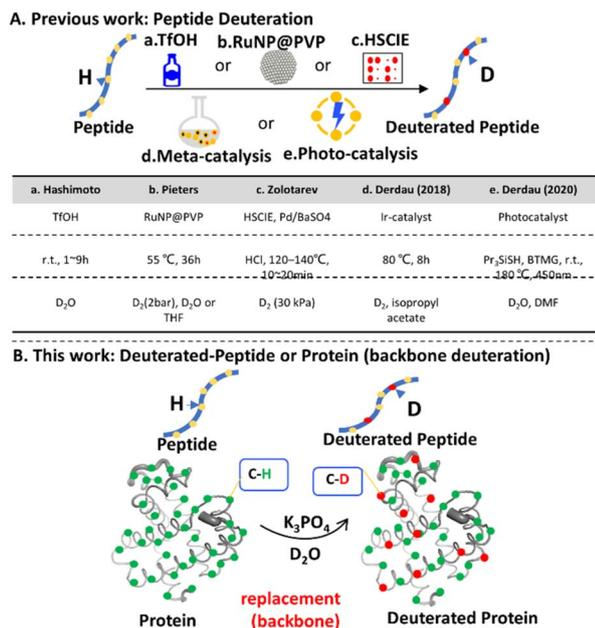 A. Previous work: Peptide Deuteration
a.TfOH b.RuNP@PVP c.HSCIE
H or or D
Peptide or Deuterated Peptide
d.Meta-catalysis e.Photo-catalysis
a. Hashimoto b. Pieters c. Zolotarev d. Derdau (2018) e. Derdau (2020)
TfOH RuNP@PVP HSCIE, Pd/BaSO4 Ir-catalyst Photocatalyst
r.t., 1~9h 55 ℃, 36h HCl, 120–140℃, 80 ℃, 8h Pr₃SiSH, BTMG, r.t.,
10~20min 180 ℃, 450nm
D₂O D₂(2bar), D₂O or D₂ (30 kPa) D₂, isopropyl D₂O, DMF
THF acetate
B. This work: Deuterated-Peptide or Protein (backbone deuteration)
H D
Peptide Deuterated Peptide
C-H C-D
K₃PO₄
D₂O
replacement
(backbone)
Protein Deuterated Protein